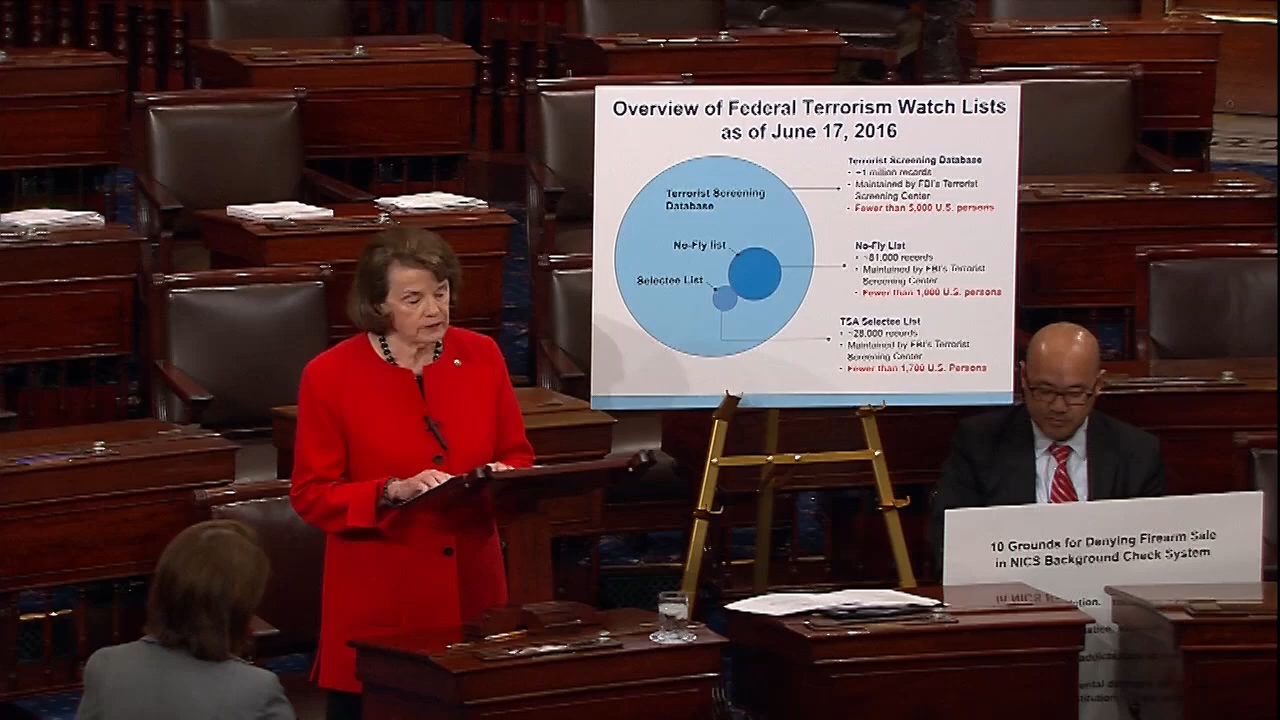 Overview of Federal Terrorism Watch Lists
as of June 17, 2016
Terrorist Screening
Database
No-Fly list
Selectee List
Terrorist Screening Database
• ~1 million records
• Maintained by FBI's Terrorist
Screening Center
• Fewer than 5,000 U.S. persons
No-Fly List
• ~81,000 records
• Maintained by FBI's Terrorist
Screening Center
• Fewer than 1,000 U.S. persons
TSA Selectee List
• ~28,000 records
• Maintained by FBI's Terrorist
Screening Center
• Fewer than 1,700 U.S. Persons
10 Grounds for Denying Firearm Sale
in NICS Background Check System